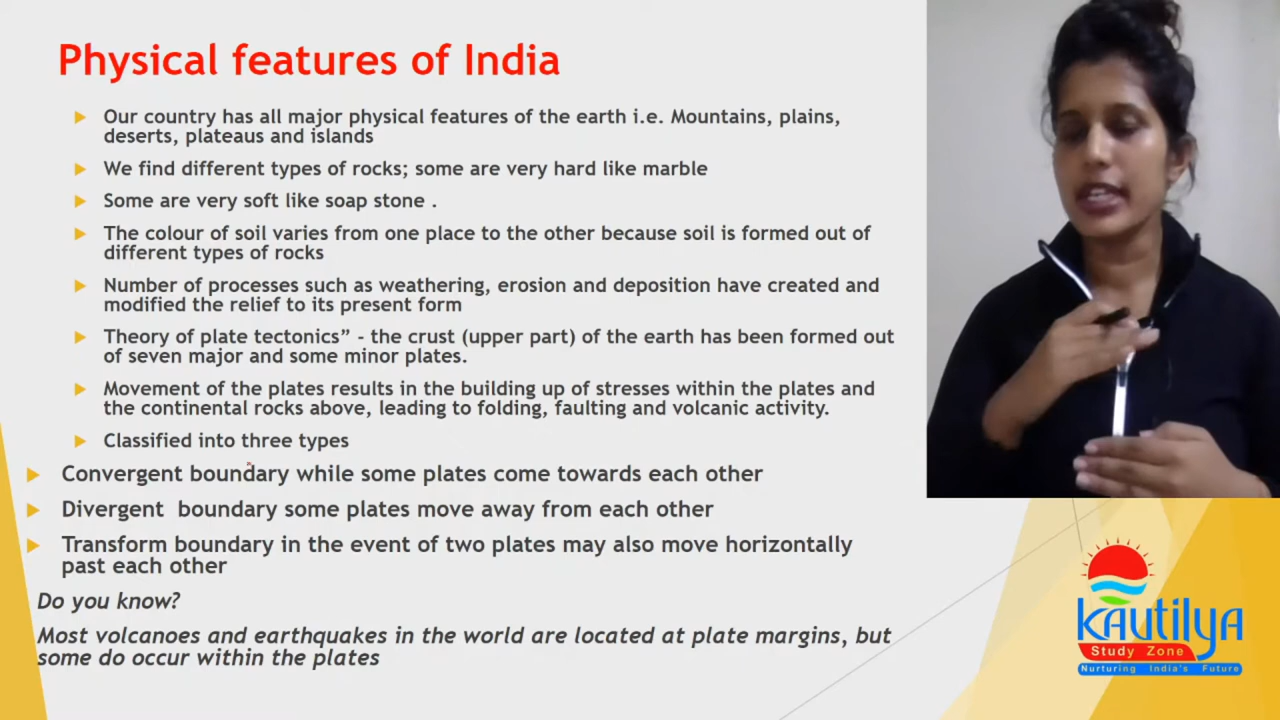 Physical features of India
Our country has all major physical features of the earth i.e. Mountains, plains,
deserts, plateaus and islands
We find different types of rocks; some are very hard like marble
Some are very soft like soap stone .
The colour of soil varies from one place to the other because soil is formed out of
different types of rocks
Number of processes such as weathering, erosion and deposition have created and
modified the relief to its present form
Theory of plate tectonics” - the crust (upper part) of the earth has been formed out
of seven major and some minor plates.
Movement of the plates results in the building up of stresses within the plates and
the continental rocks above, leading to folding, faulting and volcanic activity.
Classified into three types
Convergent boundary while some plates come towards each other
Divergent  boundary some plates move away from each other
Transform boundary in the event of two plates may also move horizontally
past each other
Do you know?
Most volcanoes and earthquakes in the world are located at plate margins, but
some do occur within the plates
Kautilya
Study Zone
Nurturing India's Future